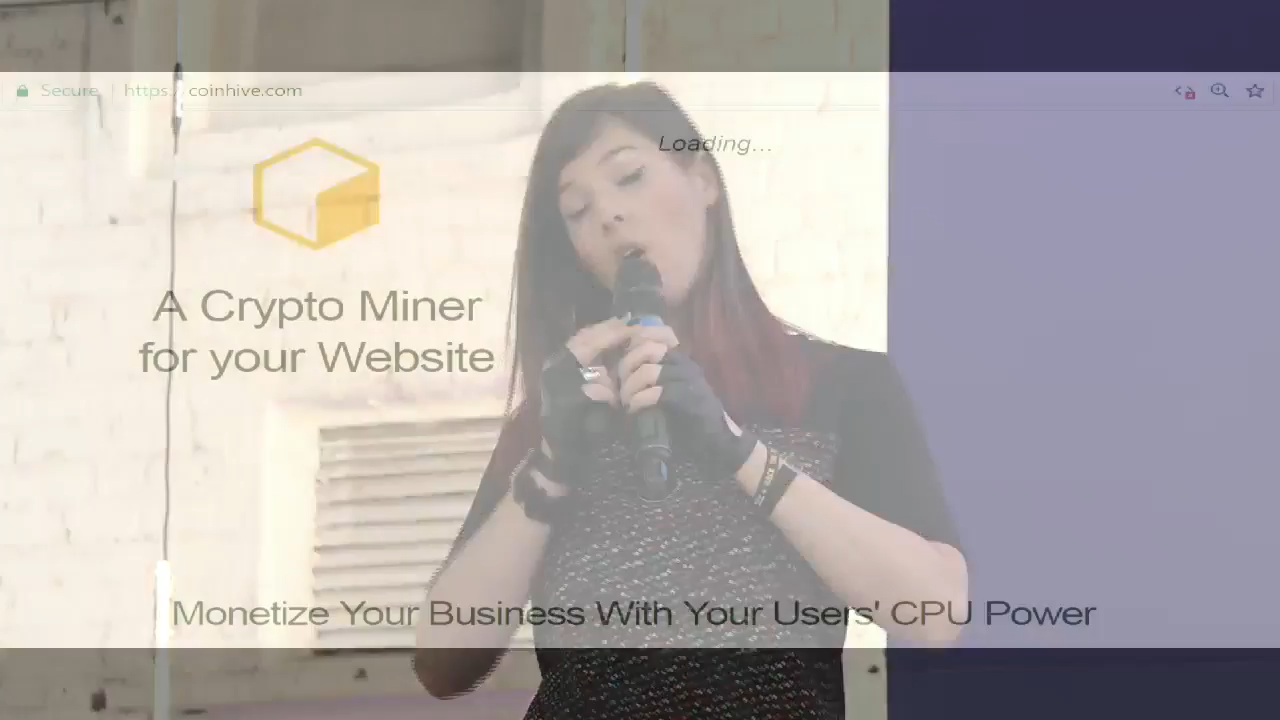 Secure
https:
coinhive.com
Loading...
A Crypto Miner
for your Website
Monetize Your Business With Your Users' CPU Power